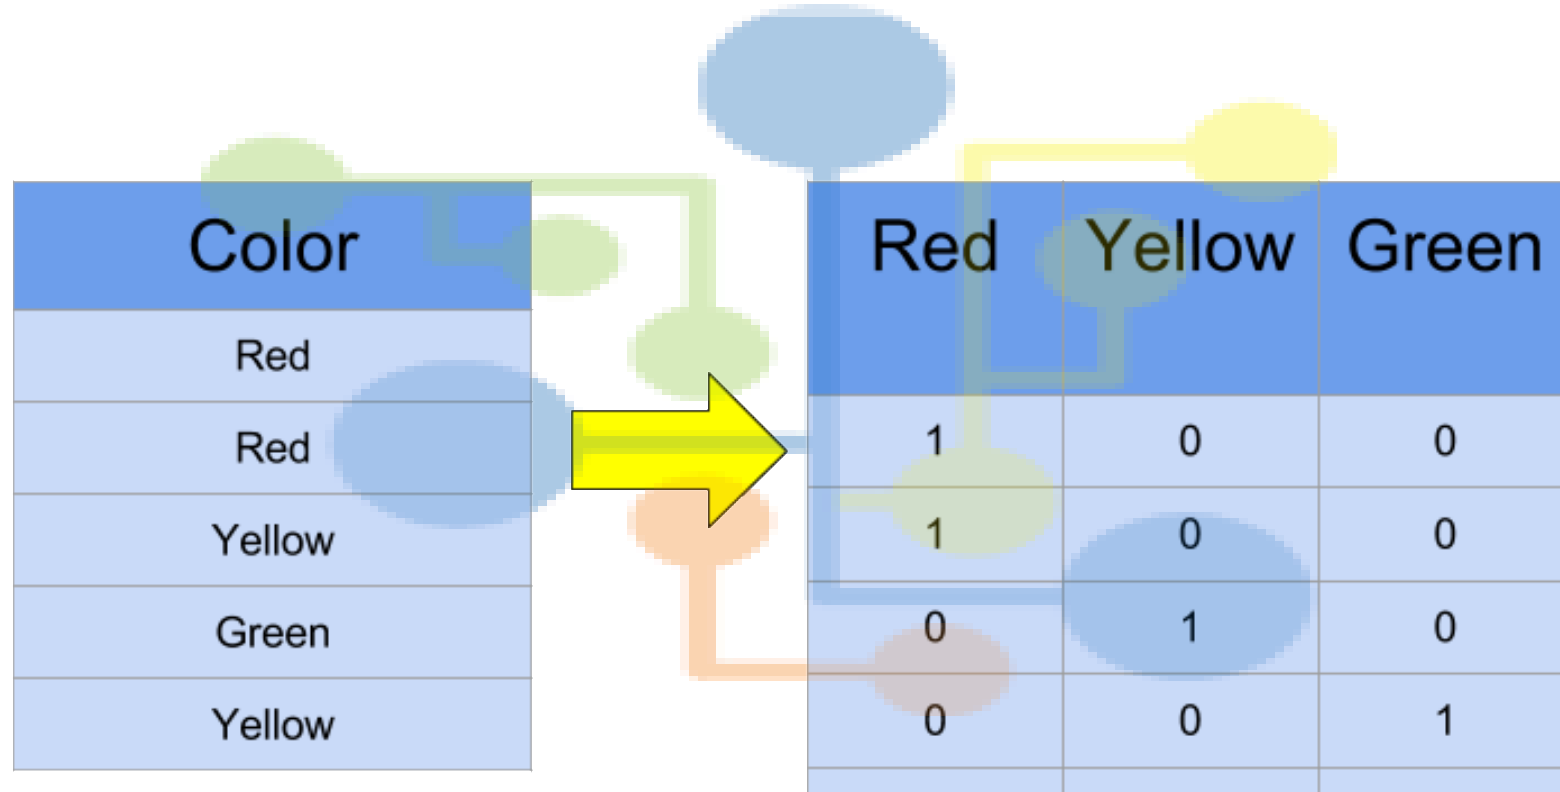 Color
Red
Red
Yellow
Green
Yellow
Red Yellow Green
1 0 0
1 0 0
0 1 0
0 0 1